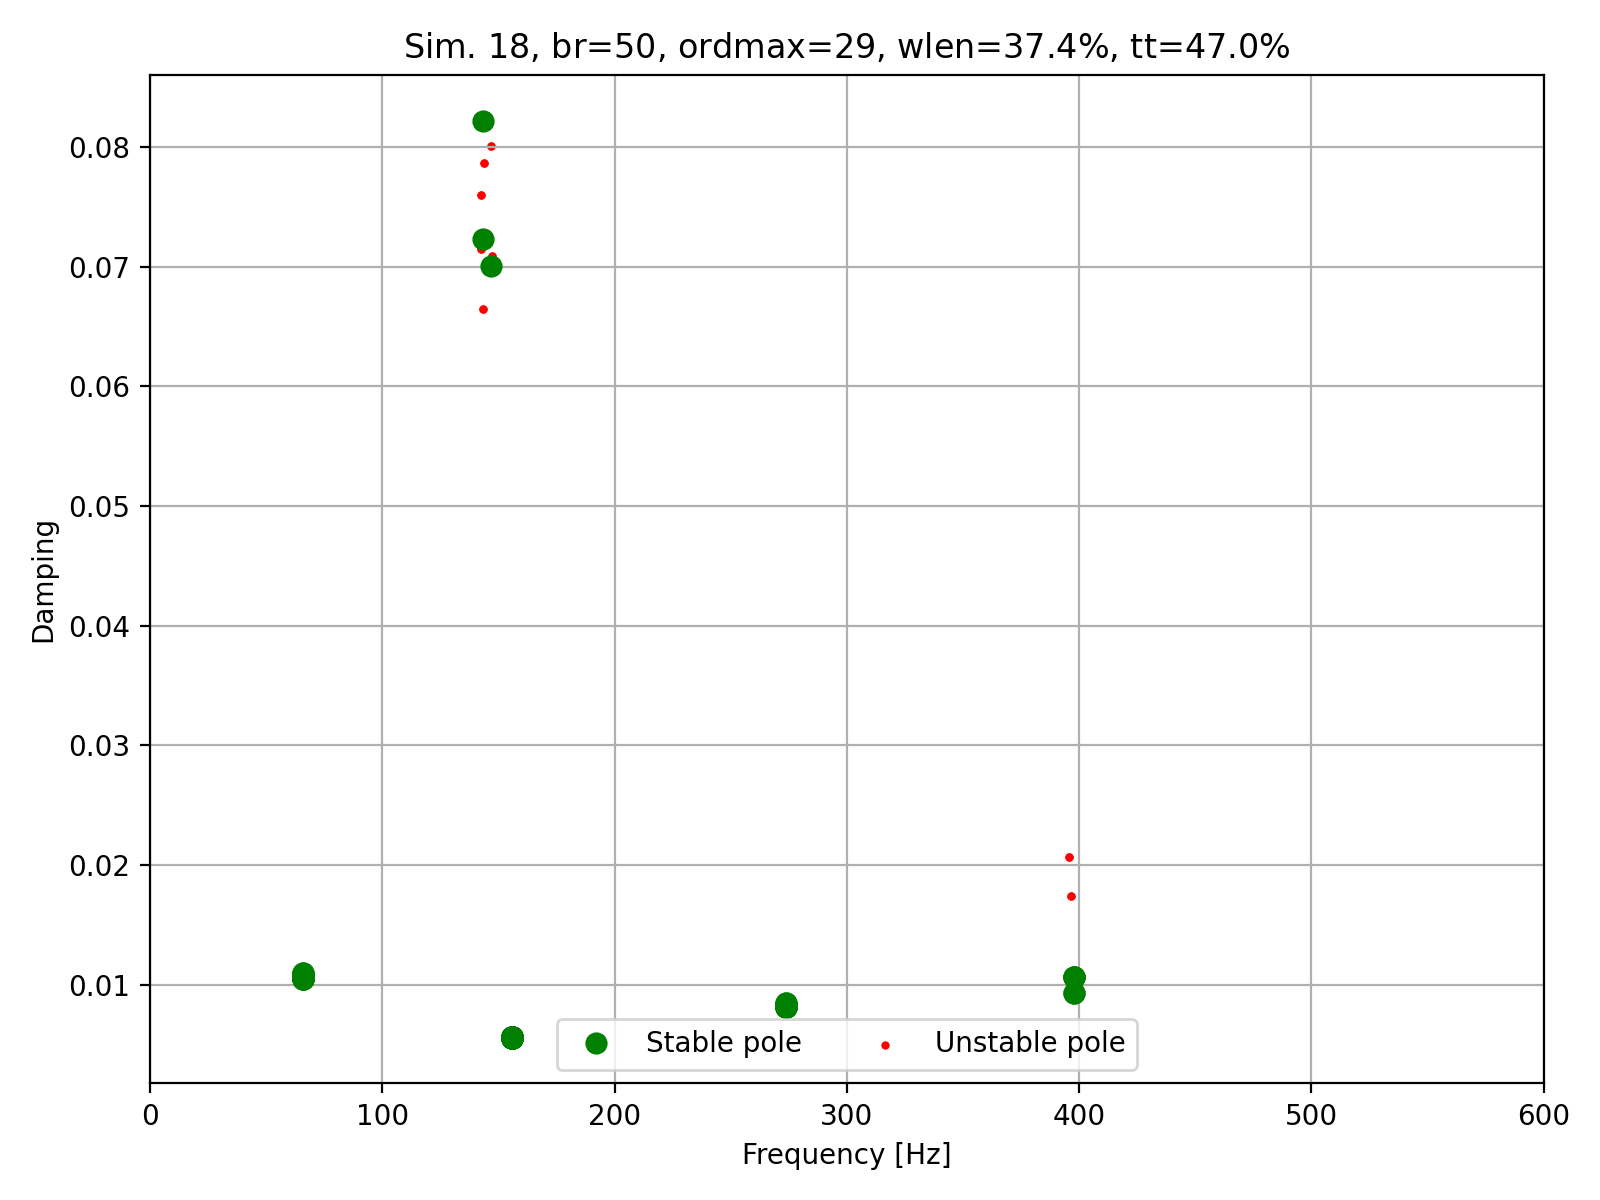 Sim. 18, br=50, ordmax=29, wlen=37.4%, tt=47.0%
0.08
0.07
0.06
0.05
0.04
0.03
0.02
0.01
Damping
Stable pole
Unstable pole
0 100 200 300 400 500 600
Frequency [Hz]